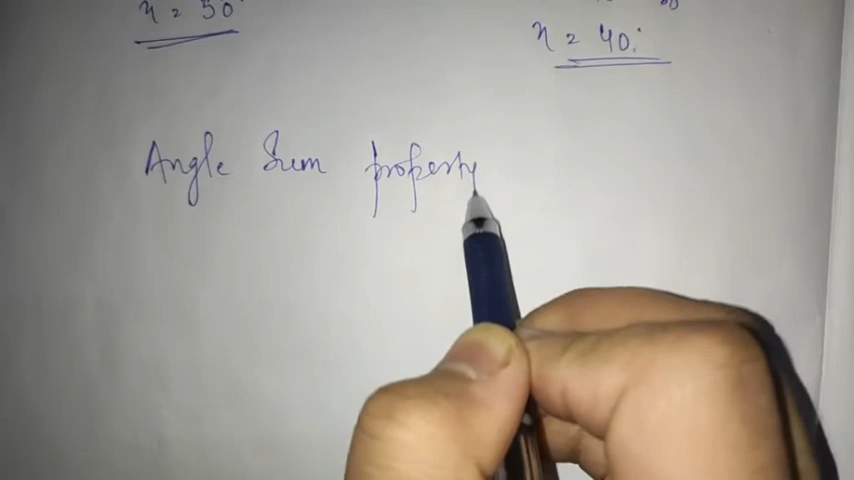 x = 50°
x = 40°
Angle Sum property